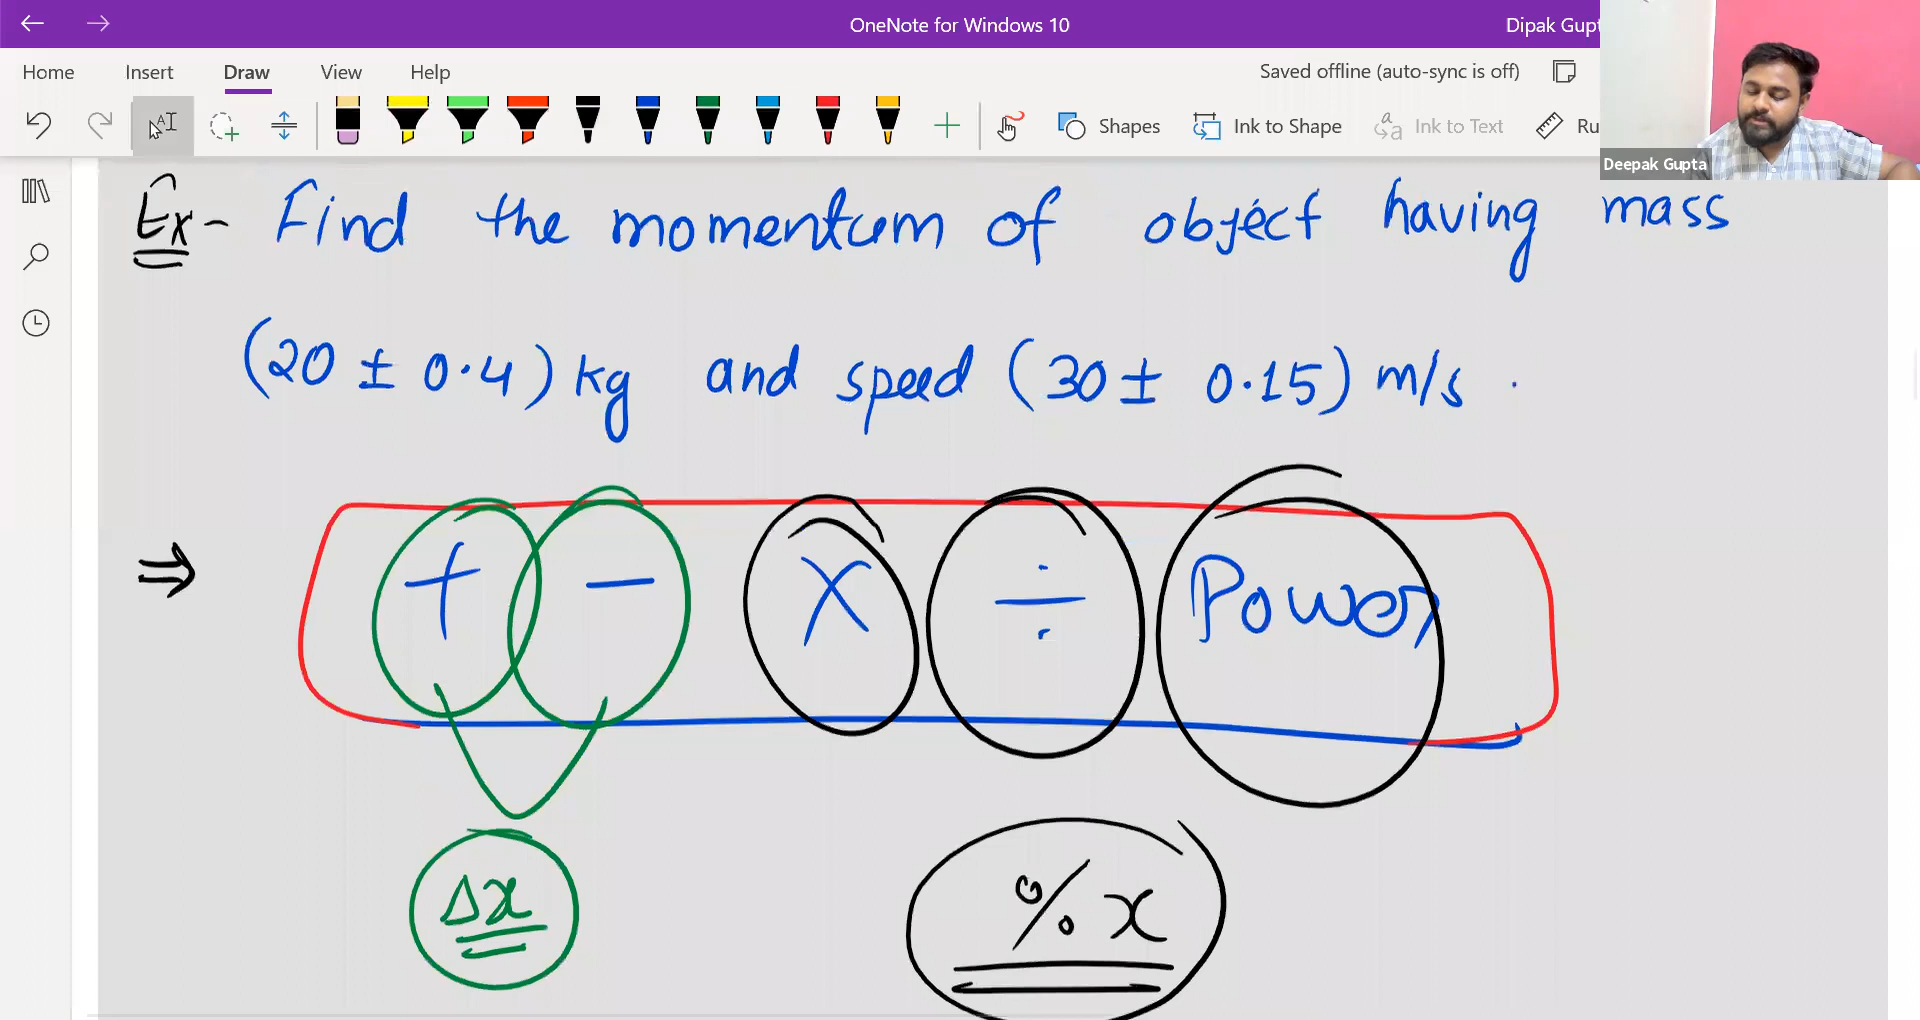 OneNote for Windows 10
Dipak Gupt
Home Insert Draw View Help
Saved offline (auto-sync is off)
Shapes Ink to Shape Ink to Text Ru
Deepak Gupta
Ex- Find the momentum of object having mass
(20 ± 0.4) kg and speed (30 ± 0.15) m/s .
⇒ + - × ÷ Power
Δx % x